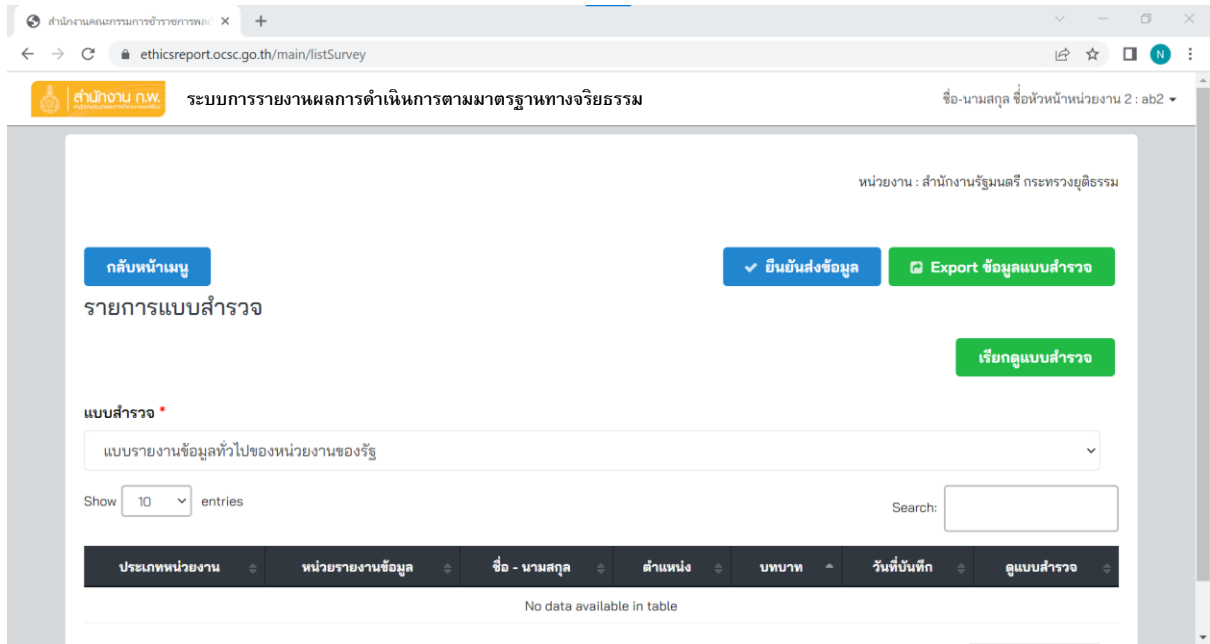 สำนักงานคณะกรรมการข้าราชการพลเ
ethicsreport.ocsc.go.th/main/listSurvey
N
สำนักงาน ก.พ.
ระบบการรายงานผลการดำเนินการตามมาตรฐานทางจริยธรรม
ชื่อ-นามสกุล ชื่อหัวหน้าหน่วยงาน 2 : ab2
หน่วยงาน : สำนักงานรัฐมนตรี กระทรวงยุติธรรม
กลับหน้าเมนู
ยืนยันส่งข้อมูล
Export ข้อมูลแบบสำรวจ
รายการแบบสำรวจ
เรียกดูแบบสำรวจ
แบบสำรวจ *
แบบรายงานข้อมูลทั่วไปของหน่วยงานของรัฐ
Show 10 entries
Search:
ประเภทหน่วยงาน หน่วยรายงานข้อมูล ชื่อ - นามสกุล ตำแหน่ง บทบาท วันที่บันทึก ดูแบบสำรวจ
No data available in table